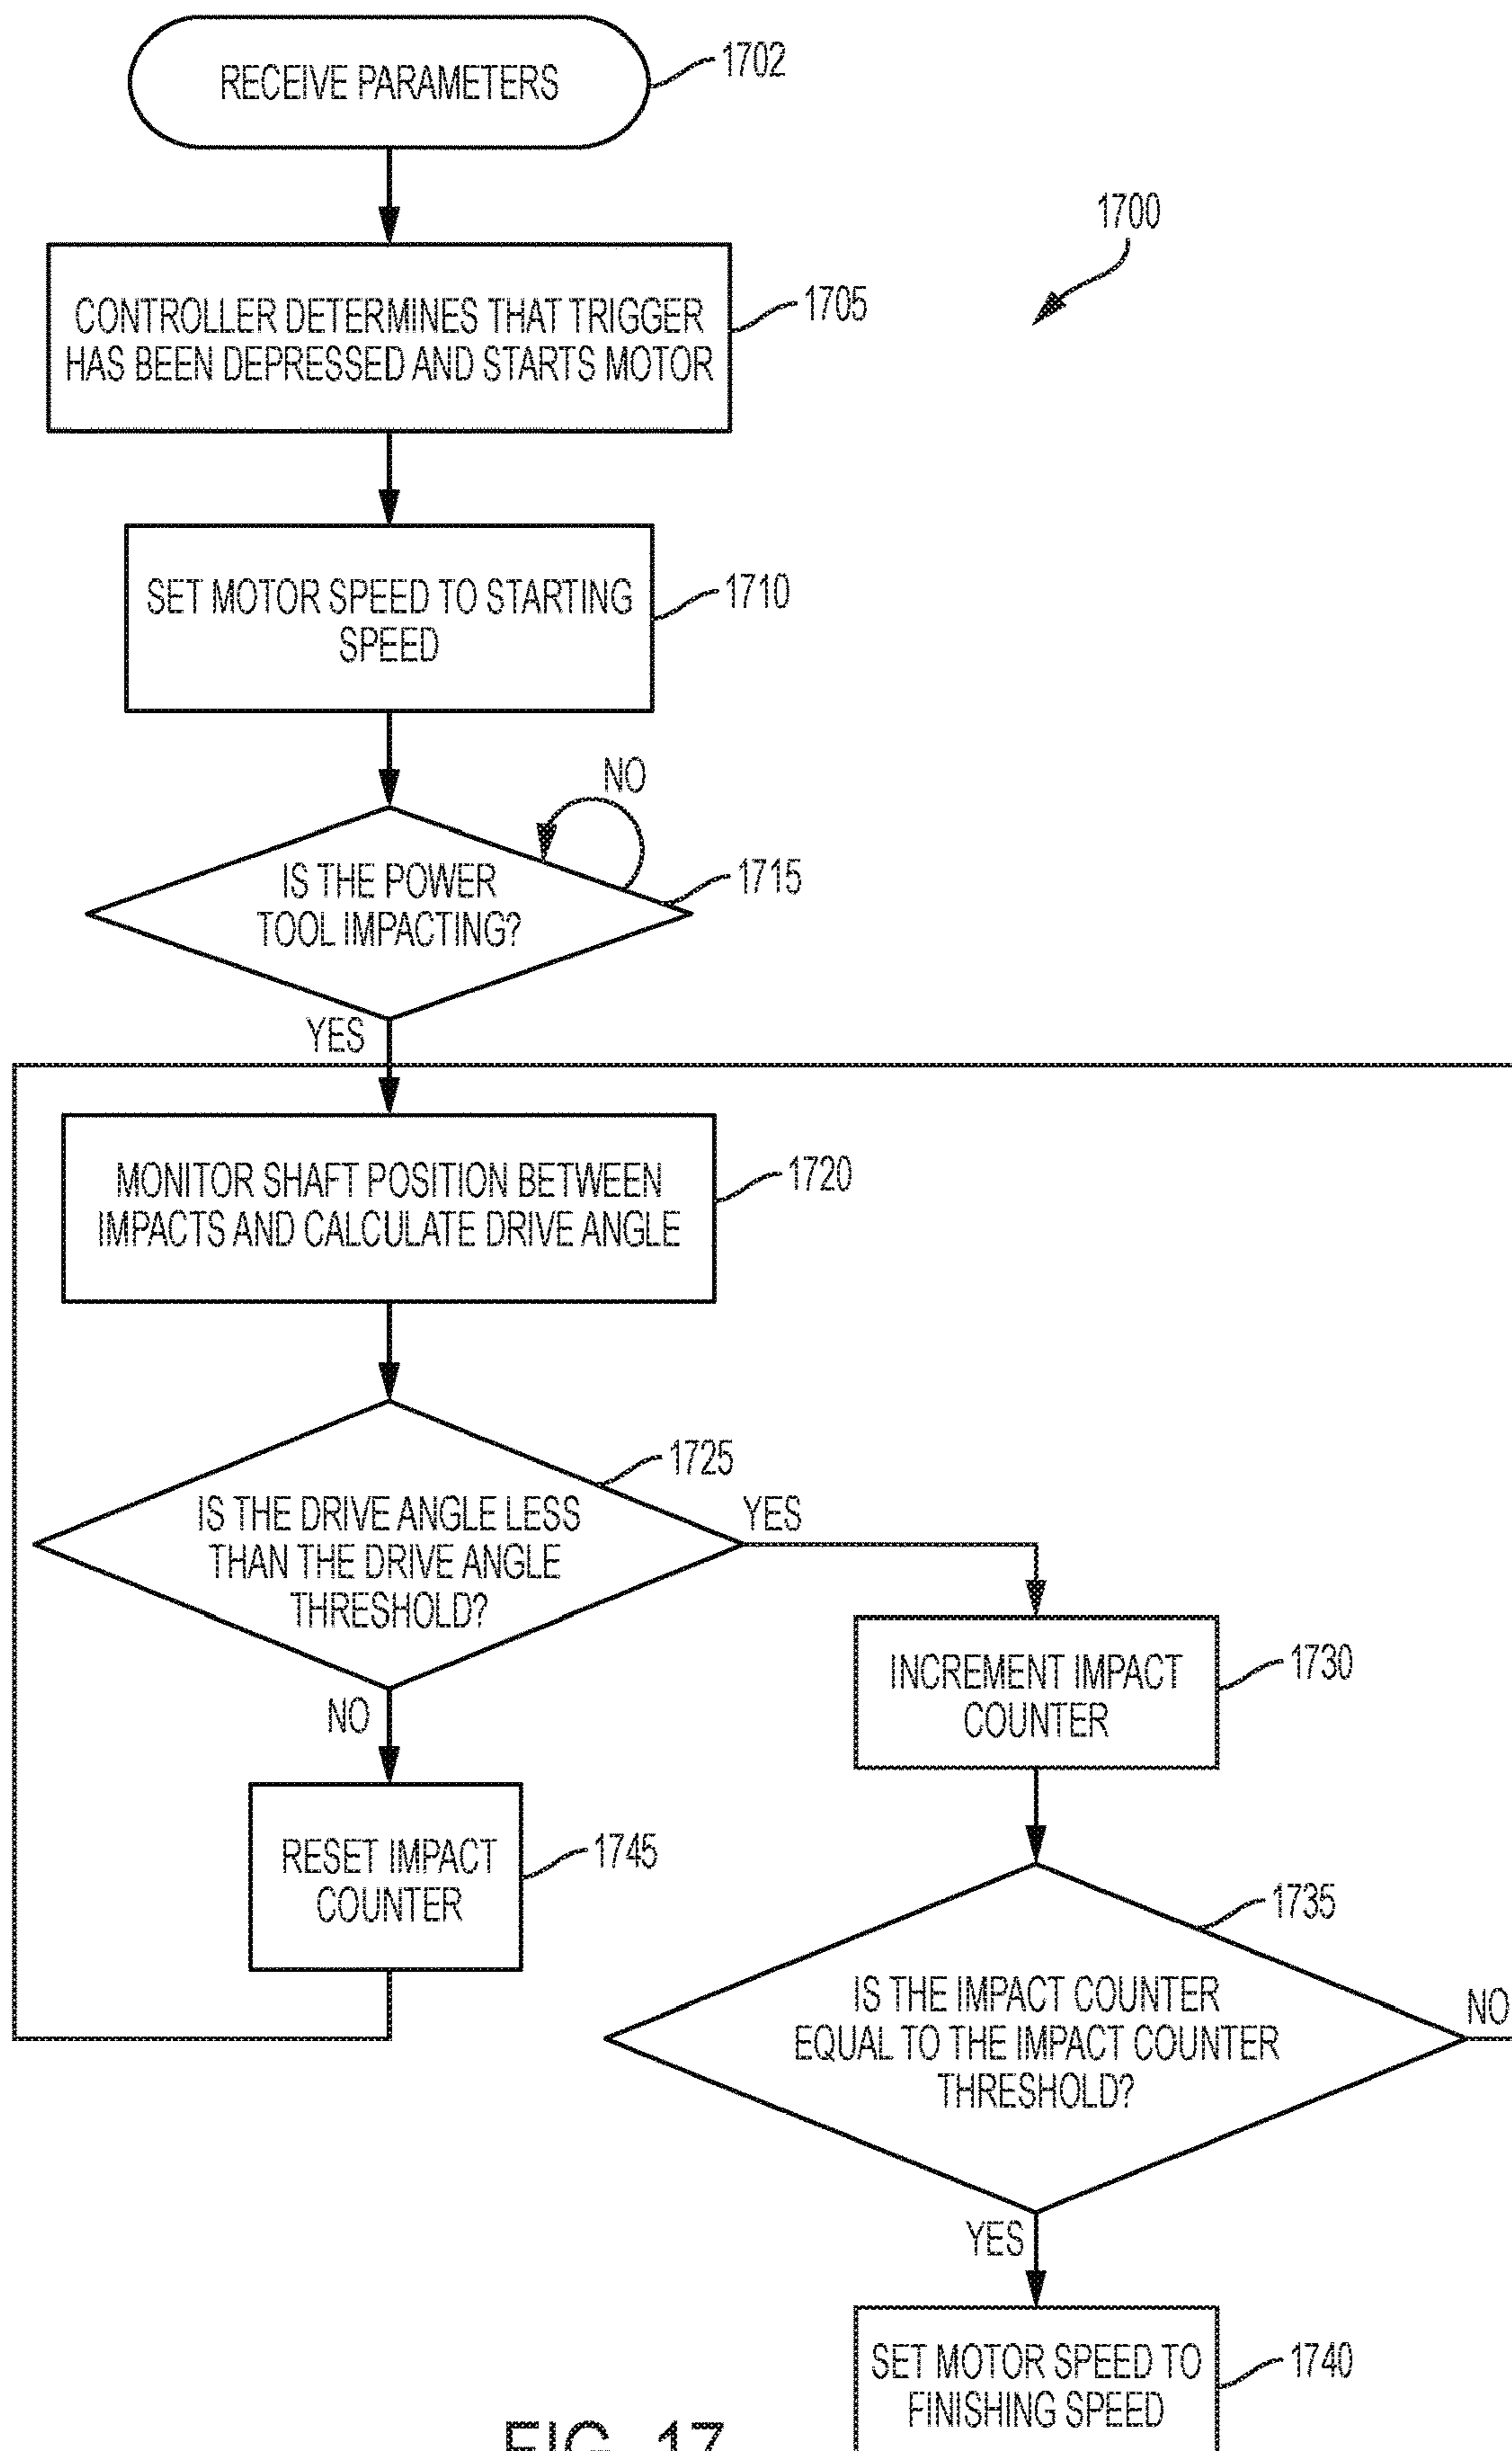 RECEIVE PARAMETERS
1702
1700
CONTROLLER DETERMINES THAT TRIGGER
HAS BEEN DEPRESSED AND STARTS MOTOR
1705
SET MOTOR SPEED TO STARTING
SPEED
1710
NO
IS THE POWER
TOOL IMPACTING?
1715
YES
MONITOR SHAFT POSITION BETWEEN
IMPACTS AND CALCULATE DRIVE ANGLE
1720
1725
IS THE DRIVE ANGLE LESS
THAN THE DRIVE ANGLE
THRESHOLD?
YES
NO
INCREMENT IMPACT
COUNTER
1730
RESET IMPACT
COUNTER
1745
1735
IS THE IMPACT COUNTER
EQUAL TO THE IMPACT COUNTER
THRESHOLD?
NO
YES
SET MOTOR SPEED TO
FINISHING SPEED
1740
FIG. 17